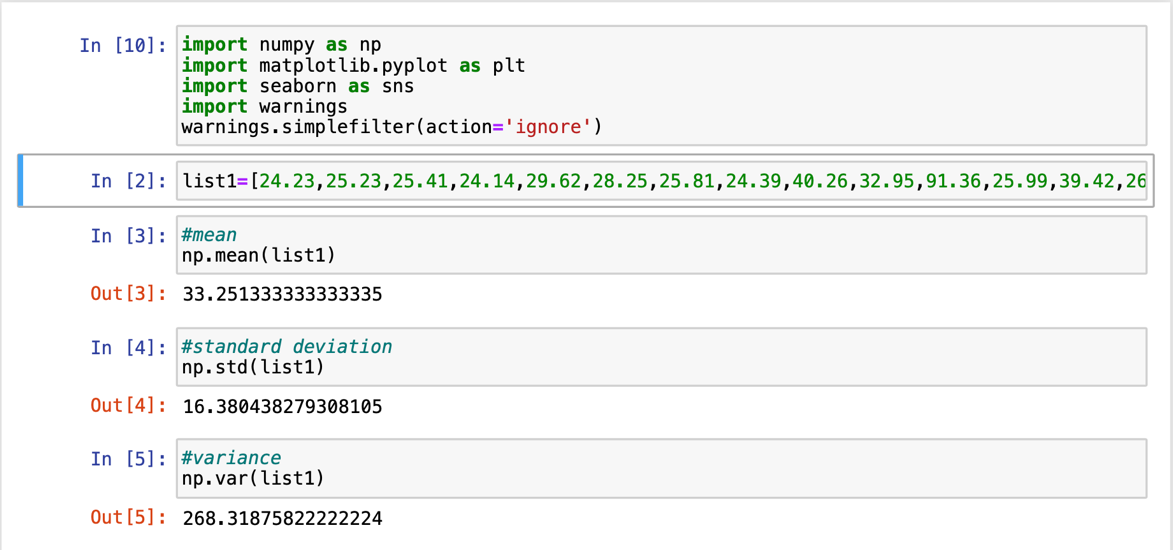 In [10]:
import numpy as np
import matplotlib.pyplot as plt
import seaborn as sns
import warnings
warnings.simplefilter(action='ignore')
In [2]:
list1=[24.23,25.23,25.41,24.14,29.62,28.25,25.81,24.39,40.26,32.95,91.36,25.99,39.42,26
In [3]:
#mean
np.mean(list1)
Out[3]:
33.251333333333335
In [4]:
#standard deviation
np.std(list1)
Out[4]:
16.380438279308105
In [5]:
#variance
np.var(list1)
Out[5]:
268.31875822222224